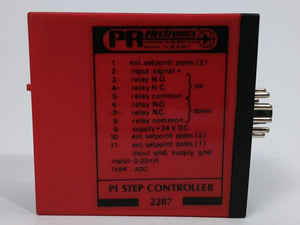 PR electronics
1 ext. setpoint potm. (2)
2 input signal +
3 relay N.O
4 relay N.C up
5 relay common
6 relay N.O.
7 relay N.C. down
8 relay common
9 supply + 24 V DC
10 ext. setpoint potm. (3)
11 ext. setpoint potm. (1)
input gnd, supply gnd
input: 0-20mA
type AOC
PI STEP CONTROLLER
2287